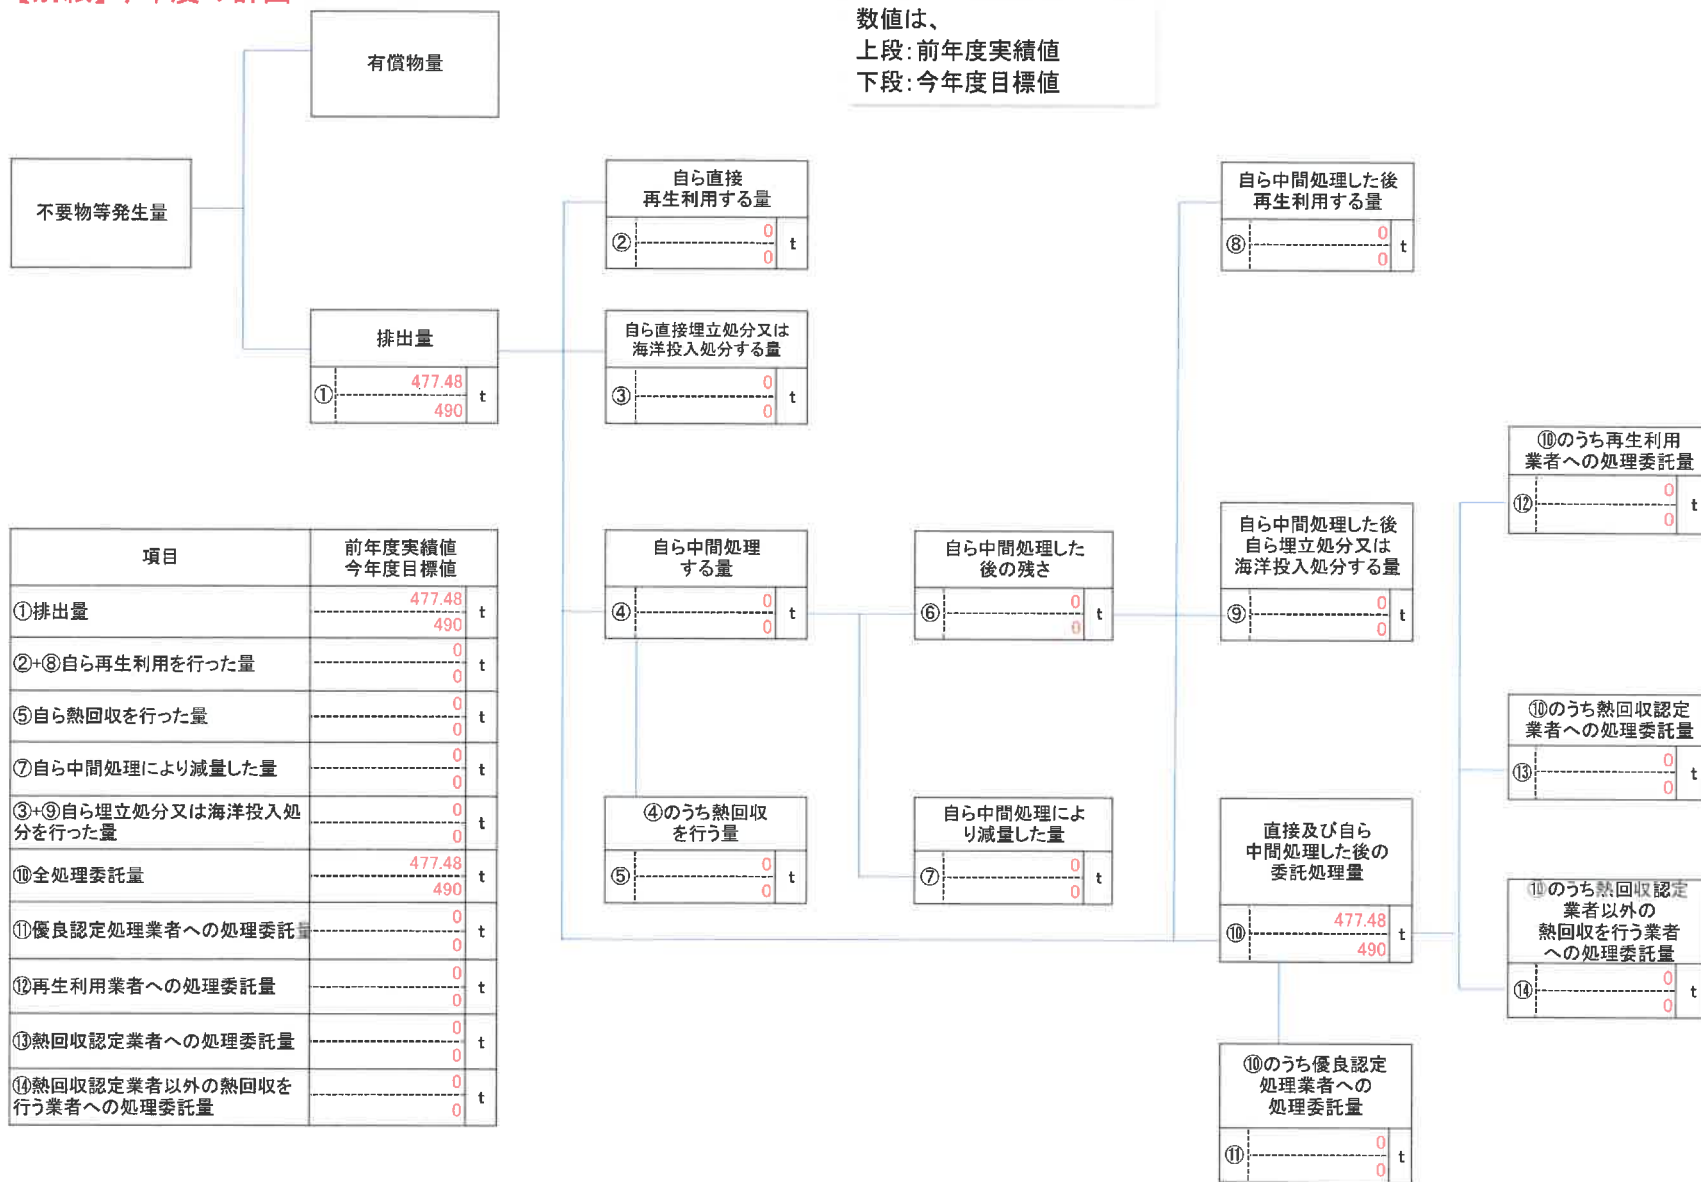 数値は、
上段:前年度実績値
下段:今年度目標値
有償物量
不要物等発生量
排出量
① 477.48 t
490
自ら直接
再生利用する量
② 0 t
0
自ら直接埋立処分又は
海洋投入処分する量
③ 0 t
0
自ら中間処理
する量
④ 0 t
0
④のうち熱回収
を行う量
⑤ 0 t
0
自ら中間処理した
後の残さ
⑥ 0 t
0
自ら中間処理によ
り減量した量
⑦ 0 t
0
自ら中間処理した後
再生利用する量
⑧ 0 t
0
自ら中間処理した後
自ら埋立処分又は
海洋投入処分する量
⑨ 0 t
0
直接及び自ら
中間処理した後の
委託処理量
⑩ 477.48 t
490
⑩のうち優良認定
処理業者への
処理委託量
⑪ 0 t
0
⑩のうち再生利用
業者への処理委託量
⑫ 0 t
0
⑩のうち熱回収認定
業者への処理委託量
⑬ 0 t
0
⑩のうち熱回収認定
業者以外の
熱回収を行う業者
への処理委託量
⑭ 0 t
0
項目
前年度実績値
今年度目標値
①排出量 477.48 t
490
②+⑧自ら再生利用を行った量 0 t
0
⑤自ら熱回収を行った量 0 t
0
⑦自ら中間処理により減量した量 0 t
0
③+⑨自ら埋立処分又は海洋投入処
分を行った量 0 t
0
⑩全処理委託量 477.48 t
490
⑪優良認定処理業者への処理委託量 0 t
0
⑫再生利用業者への処理委託量 0 t
0
⑬熱回収認定業者への処理委託量 0 t
0
⑭熱回収認定業者以外の熱回収を
行う業者への処理委託量 0 t
0